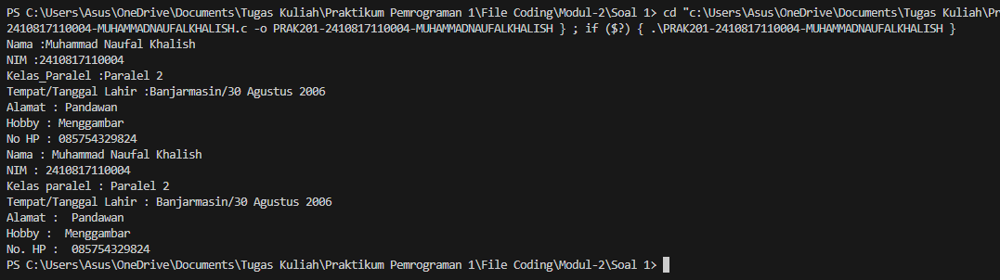 PS C:\Users\Asus\OneDrive\Documents\Tugas Kuliah\Praktikum Pemrograman 1\File Coding\Modul-2\Soal 1> cd "c:\Users\Asus\OneDrive\Documents\Tugas Kuliah\Pr
2410817110004-MUHAMMADNAUFALKHALISH.c -o PRAK201-2410817110004-MUHAMMADNAUFALKHALISH } ; if ($?) { .\PRAK201-2410817110004-MUHAMMADNAUFALKHALISH }
Nama :Muhammad Naufal Khalish
NIM :2410817110004
Kelas_Paralel :Paralel 2
Tempat/Tanggal Lahir :Banjarmasin/30 Agustus 2006
Alamat : Pandawan
Hobby : Menggambar
No HP : 085754329824
Nama : Muhammad Naufal Khalish
NIM : 2410817110004
Kelas paralel : Paralel 2
Tempat/Tanggal Lahir : Banjarmasin/30 Agustus 2006
Alamat :  Pandawan
Hobby :  Menggambar
No. HP :  085754329824
PS C:\Users\Asus\OneDrive\Documents\Tugas Kuliah\Praktikum Pemrograman 1\File Coding\Modul-2\Soal 1>